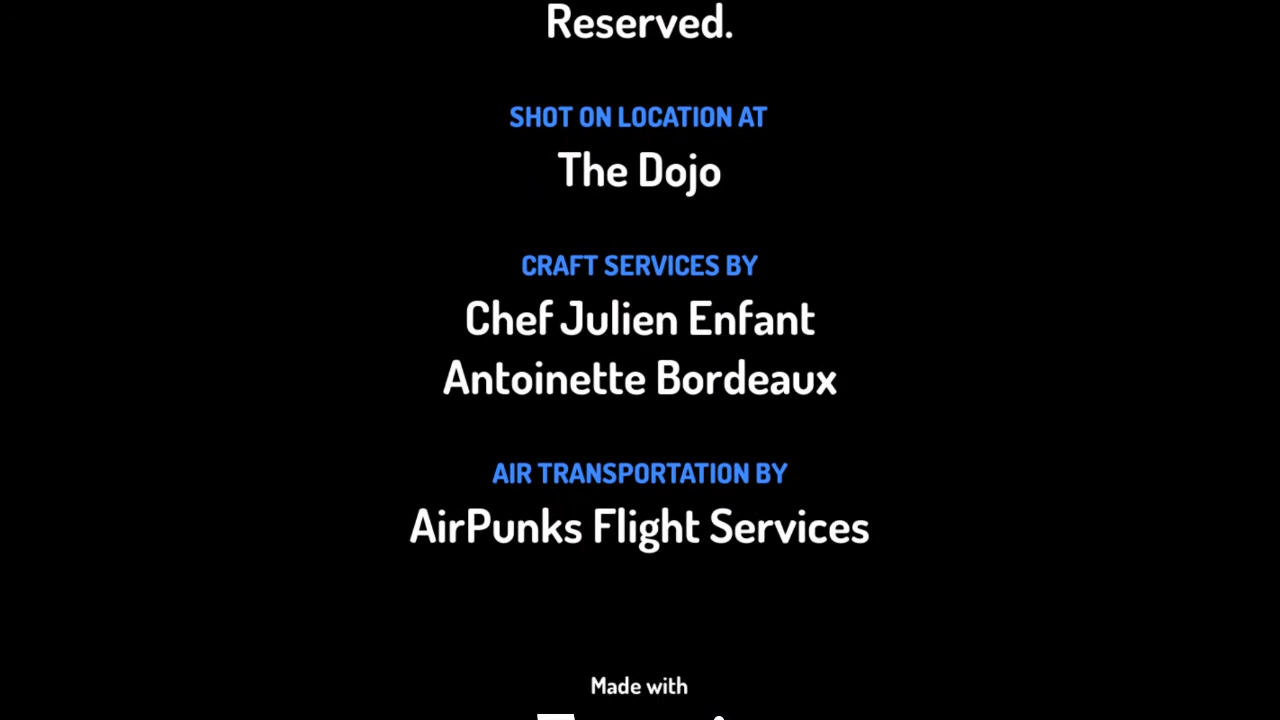 Reserved.
SHOT ON LOCATION AT
The Dojo
CRAFT SERVICES BY
Chef Julien Enfant
Antoinette Bordeaux
AIR TRANSPORTATION BY
AirPunks Flight Services
Made with